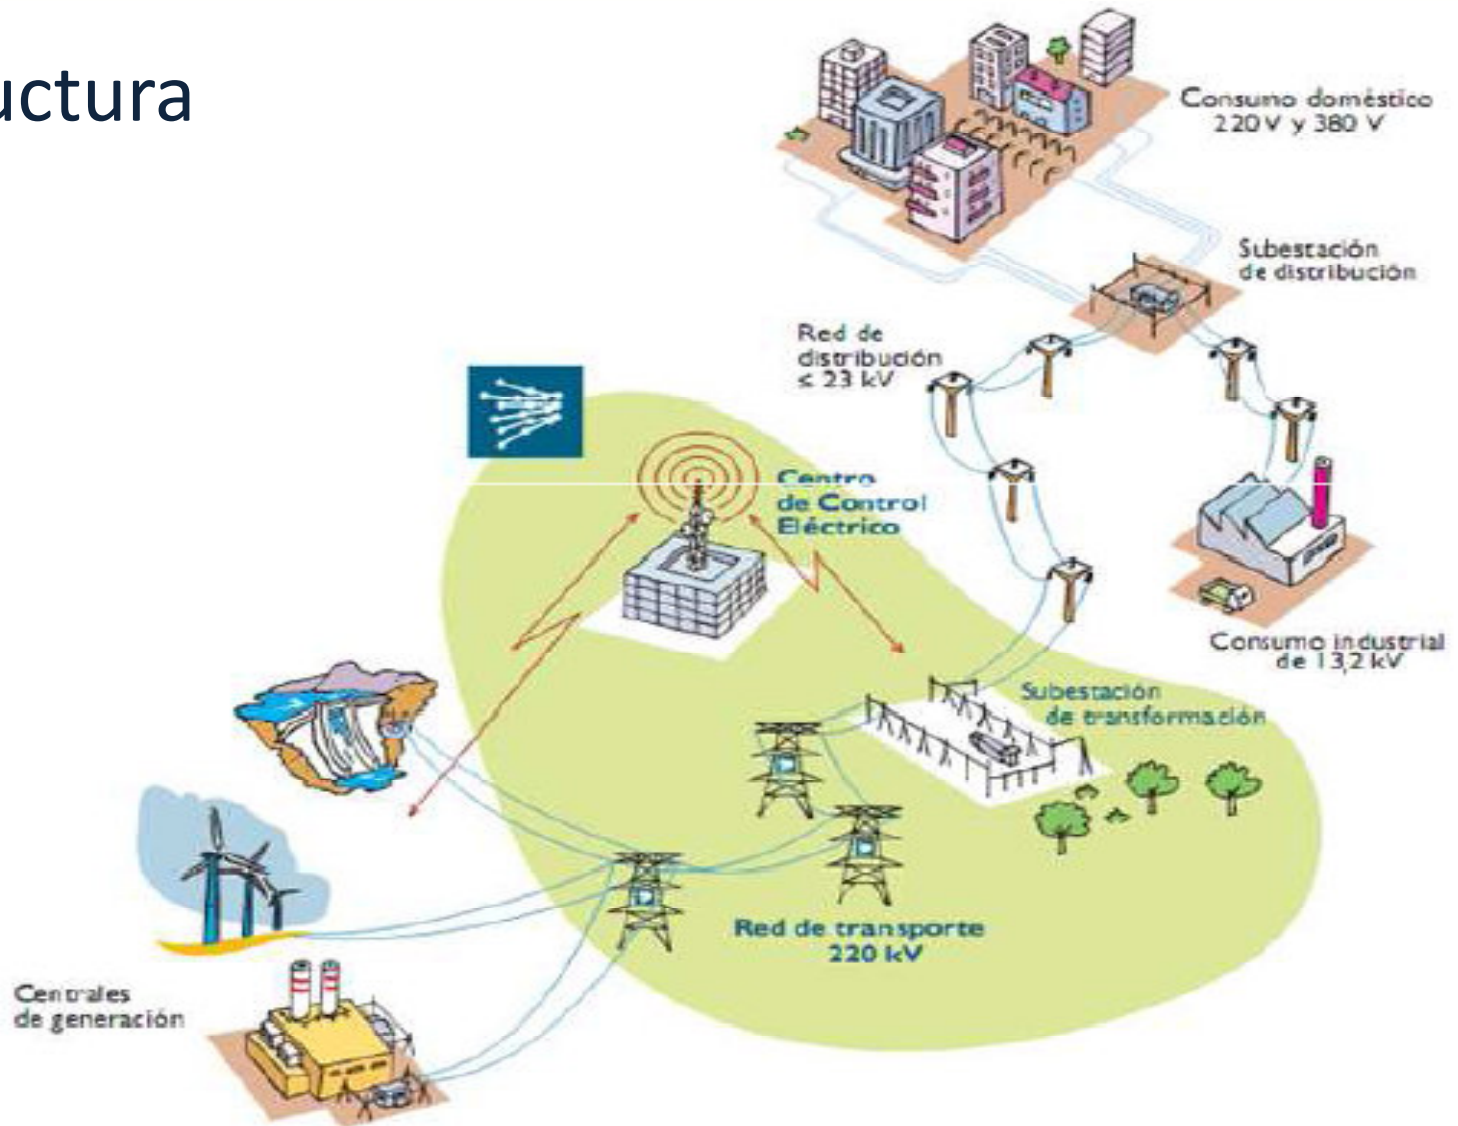 uctura
Consumo doméstico
220 V y 380 V
Subestación
de distribución
Red de
distribución
≤ 23 kV
Centro
de Control
Eléctrico
Consumo industrial
de 13,2 kV
Subestación
de transformación
Red de transporte
220 kV
Centrales
de generación